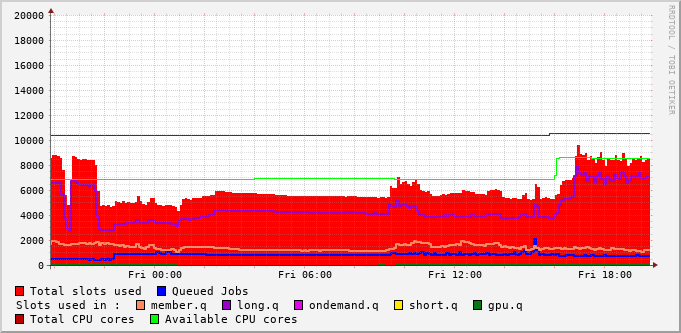 RRDTOOL / TOBI OETIKER
20000
18000
16000
14000
12000
10000
8000
6000
4000
2000
0
Fri 00:00 Fri 06:00 Fri 12:00 Fri 18:00
Total slots used Queued Jobs
Slots used in : member.q long.q ondemand.q short.q gpu.q
Total CPU cores Available CPU cores